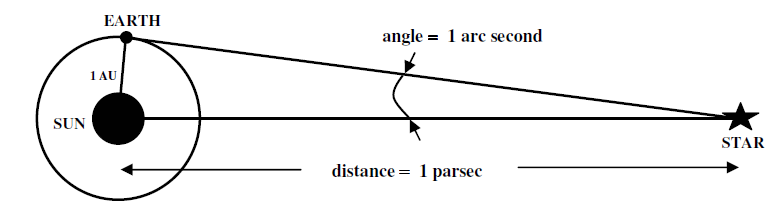 EARTH
angle = 1 arc second
1 AU
SUN
STAR
distance = 1 parsec